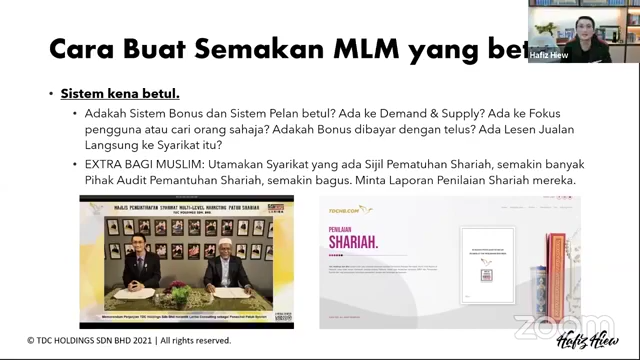 Cara Buat Semakan MLM yang bet
Hafiz Hiew
• Sistem kena betul.
• Adakah Sistem Bonus dan Sistem Pelan betul? Ada ke Demand & Supply? Ada ke Fokus
pengguna atau cari orang sahaja? Adakah Bonus dibayar dengan telus? Ada Lesen Jualan
Langsung ke Syarikat itu?
• EXTRA BAGI MUSLIM: Utamakan Syarikat yang ada Sijil Pematuhan Shariah, semakin banyak
Pihak Audit Pemantuhan Shariah, semakin bagus. Minta Laporan Penilaian Shariah mereka.
MAJLIS PENGIKTIRAFAN SYARIKAT MULTI-LEVEL MARKETING PATUH SHARIAH
TDC HOLDINGS SDN. BHD.
TDCHB.COM
PENILAIAN
SHARIAH.
zoom
© TDC HOLDINGS SDN BHD 2021 | All rights reserved.
Hafiz Hiew